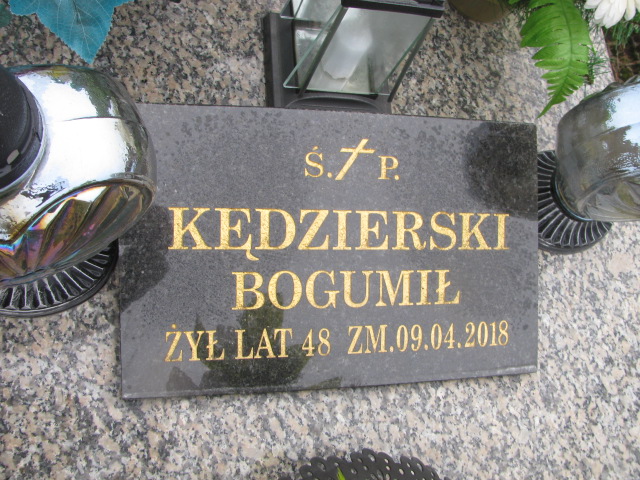 Ś. P.
KĘDZIERSKI
BOGUMIŁ
ŻYŁ LAT 48 ZM.09.04.2018